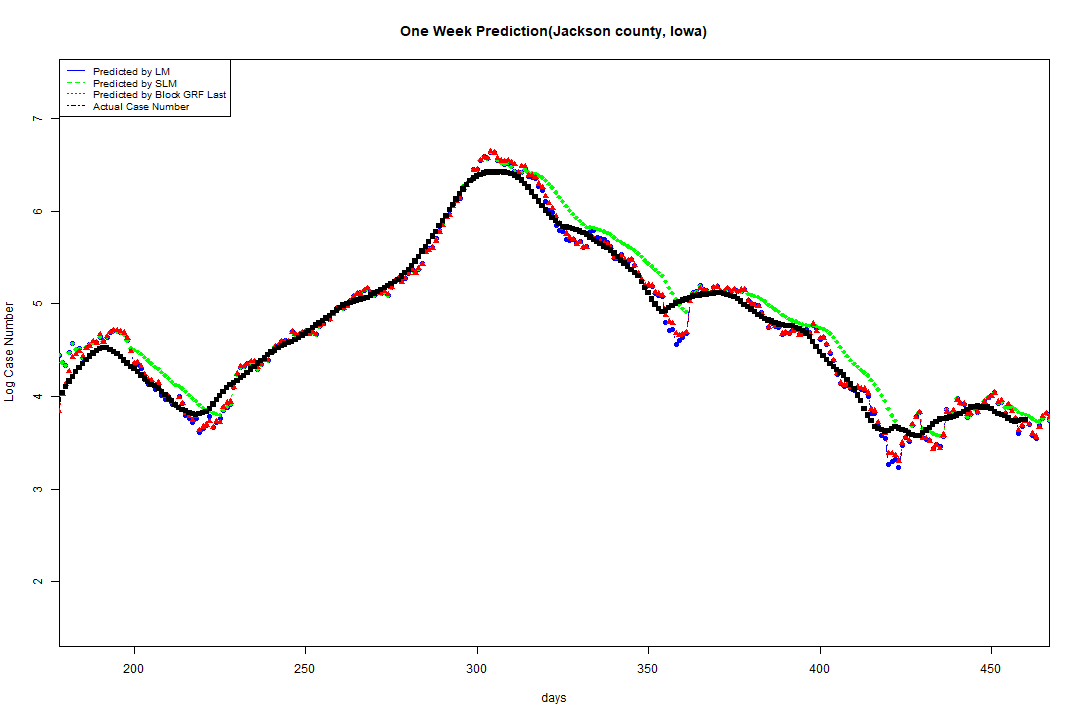 One Week Prediction(Jackson county, Iowa)
Predicted by LM
Predicted by SLM
Predicted by Block GRF Last
Actual Case Number
7
6
5
4
3
2
Log Case Number
200 250 300 350 400 450
days